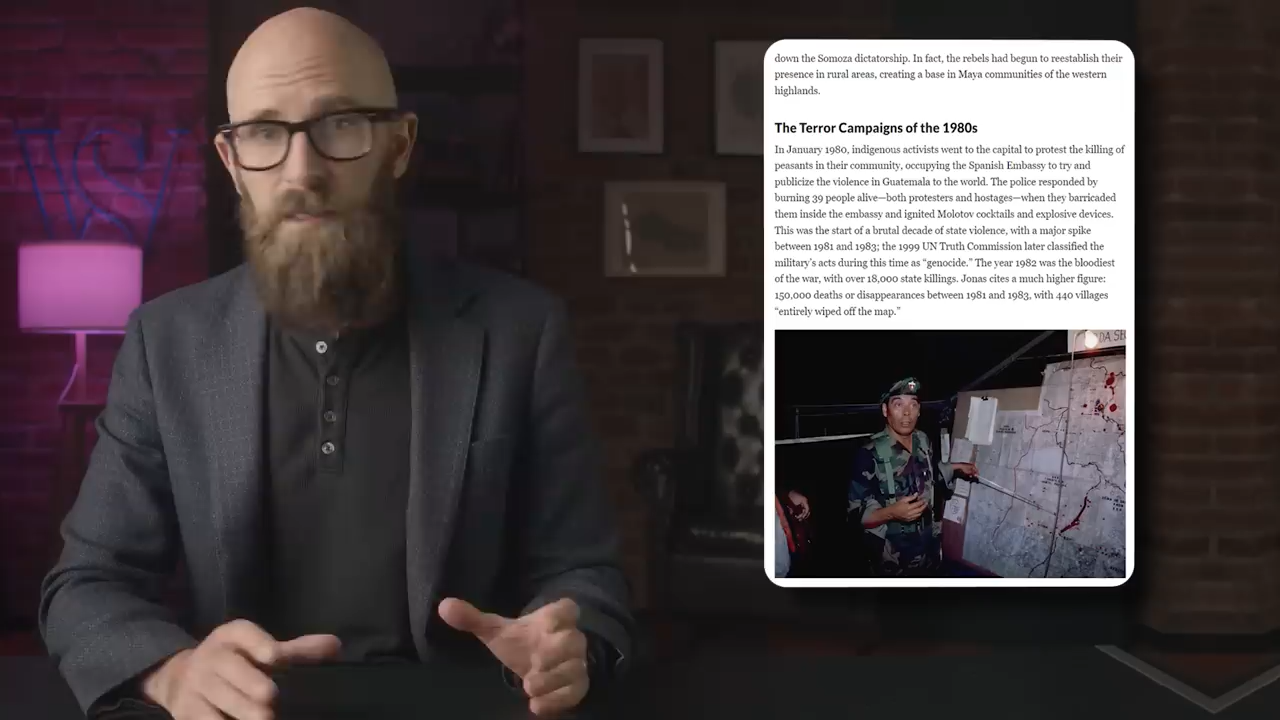 down the Somoza dictatorship. In fact, the rebels had begun to reestablish their
presence in rural areas, creating a base in Maya communities of the western
highlands.
The Terror Campaigns of the 1980s
In January 1980, indigenous activists went to the capital to protest the killing of
peasants in their community, occupying the Spanish Embassy to try and
publicize the violence in Guatemala to the world. The police responded by
burning 39 people alive—both protesters and hostages—when they barricaded
them inside the embassy and ignited Molotov cocktails and explosive devices.
This was the start of a brutal decade of state violence, with a major spike
between 1981 and 1983; the 1999 UN Truth Commission later classified the
military's acts during this time as “genocide.” The year 1982 was the bloodiest
of the war, with over 18,000 state killings. Jonas cites a much higher figure:
150,000 deaths or disappearances between 1981 and 1983, with 440 villages
“entirely wiped off the map.”